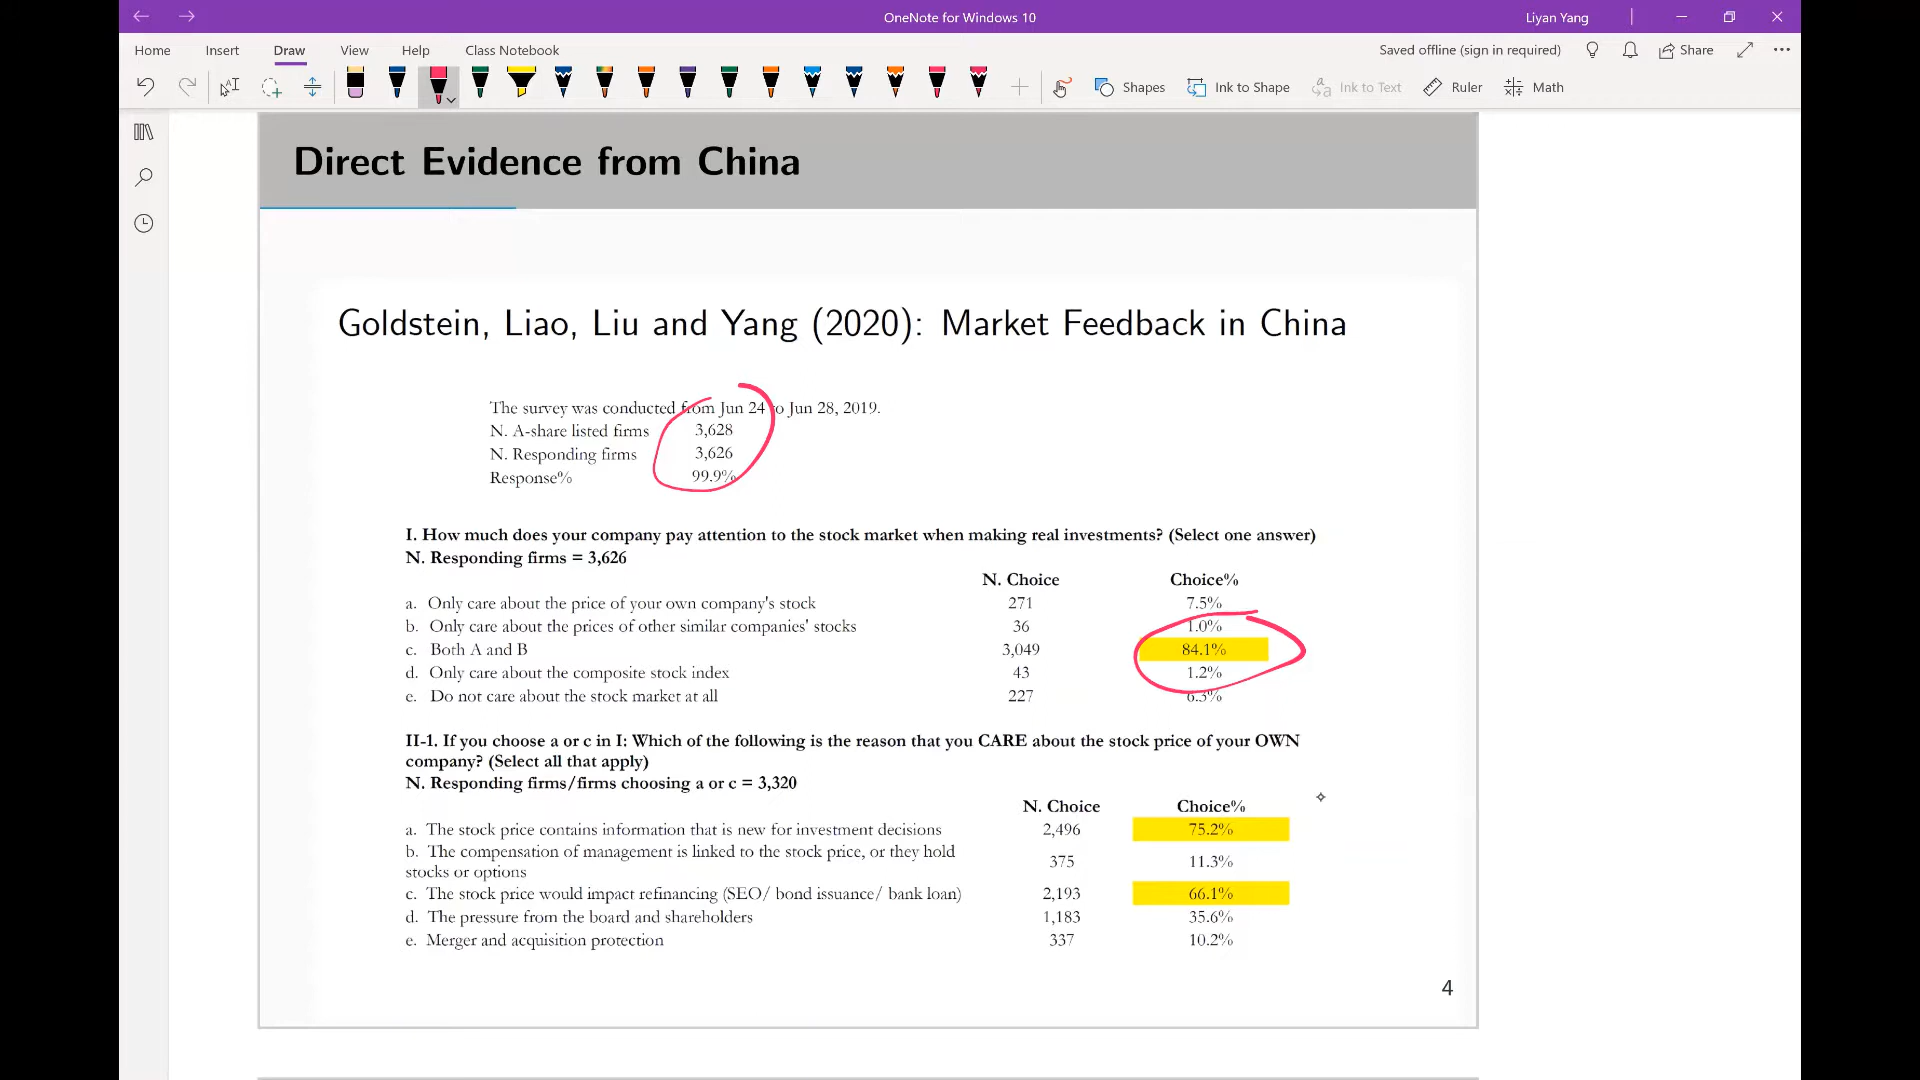 OneNote for Windows 10
Liyan Yang
Home Insert Draw View Help Class Notebook
Saved offline (sign in required) Share
Shapes Ink to Shape Ink to Text Ruler Math
Direct Evidence from China
Goldstein, Liao, Liu and Yang (2020): Market Feedback in China
The survey was conducted from Jun 24 to Jun 28, 2019.
N. A-share listed firms 3,628
N. Responding firms 3,626
Response% 99.9%
I. How much does your company pay attention to the stock market when making real investments? (Select one answer)
N. Responding firms = 3,626
N. Choice Choice%
a. Only care about the price of your own company's stock 271 7.5%
b. Only care about the prices of other similar companies' stocks 36 1.0%
c. Both A and B 3,049 84.1%
d. Only care about the composite stock index 43 1.2%
e. Do not care about the stock market at all 227 6.3%
II-1. If you choose a or c in I: Which of the following is the reason that you CARE about the stock price of your OWN
company? (Select all that apply)
N. Responding firms/firms choosing a or c = 3,320
N. Choice Choice%
a. The stock price contains information that is new for investment decisions 2,496 75.2%
b. The compensation of management is linked to the stock price, or they hold
stocks or options 375 11.3%
c. The stock price would impact refinancing (SEO/ bond issuance/ bank loan) 2,193 66.1%
d. The pressure from the board and shareholders 1,183 35.6%
e. Merger and acquisition protection 337 10.2%
4